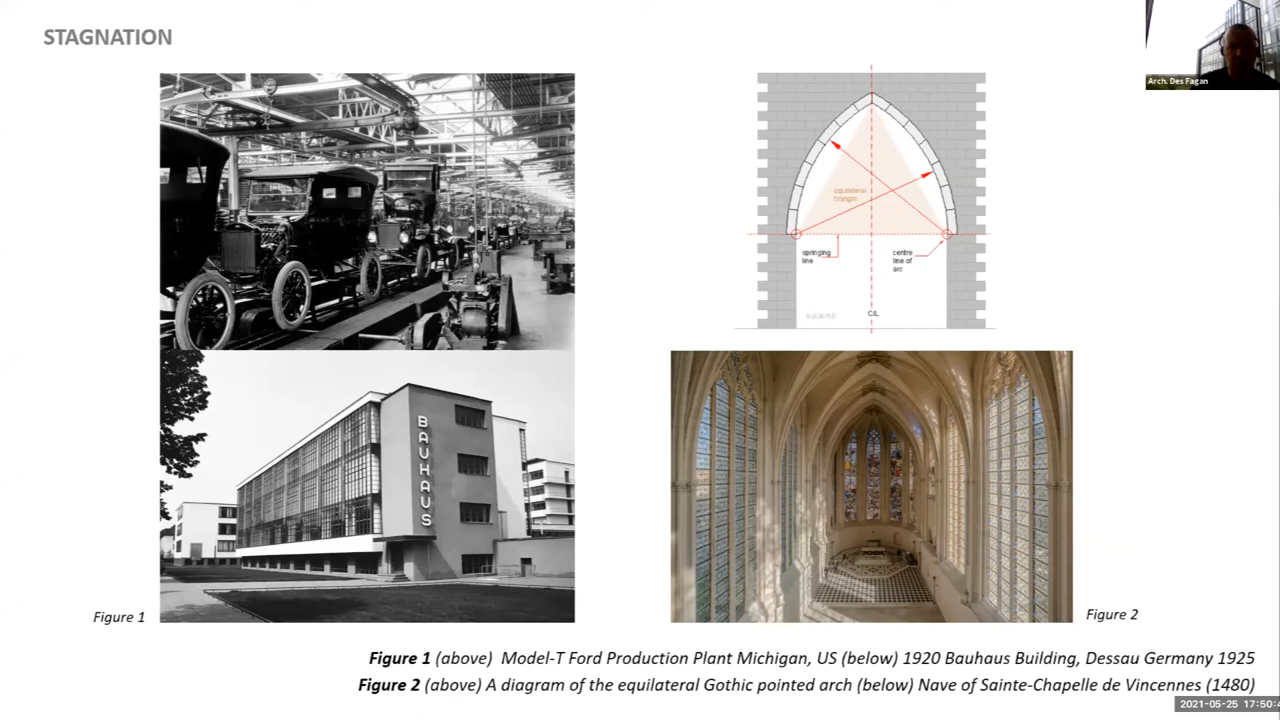 STAGNATION
Arch. Des Fagan
equilateral
triangle
springing
line
centre
line of
arc
C/L
BAUHAUS
Figure 1
Figure 2
Figure 1 (above) Model-T Ford Production Plant Michigan, US (below) 1920 Bauhaus Building, Dessau Germany 1925
Figure 2 (above) A diagram of the equilateral Gothic pointed arch (below) Nave of Sainte-Chapelle de Vincennes (1480)
2021-05-25 17:50: